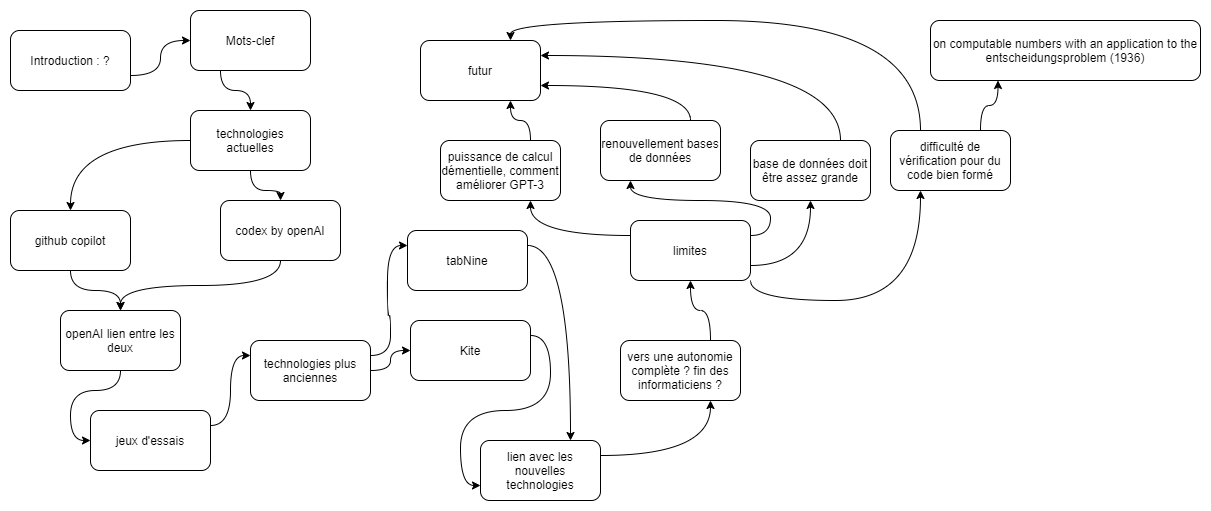 Introduction : ?
Mots-clef
technologies
actuelles
github copilot
codex by openAI
openAI lien entre les
deux
jeux d'essais
technologies plus
anciennes
tabNine
Kite
lien avec les
nouvelles
technologies
vers une autonomie
complète ? fin des
informaticiens ?
limites
puissance de calcul
démentielle, comment
améliorer GPT-3
renouvellement bases
de données
base de données doit
être assez grande
difficulté de
vérification pour du
code bien formé
futur
on computable numbers with an application to the
entscheidungsproblem (1936)